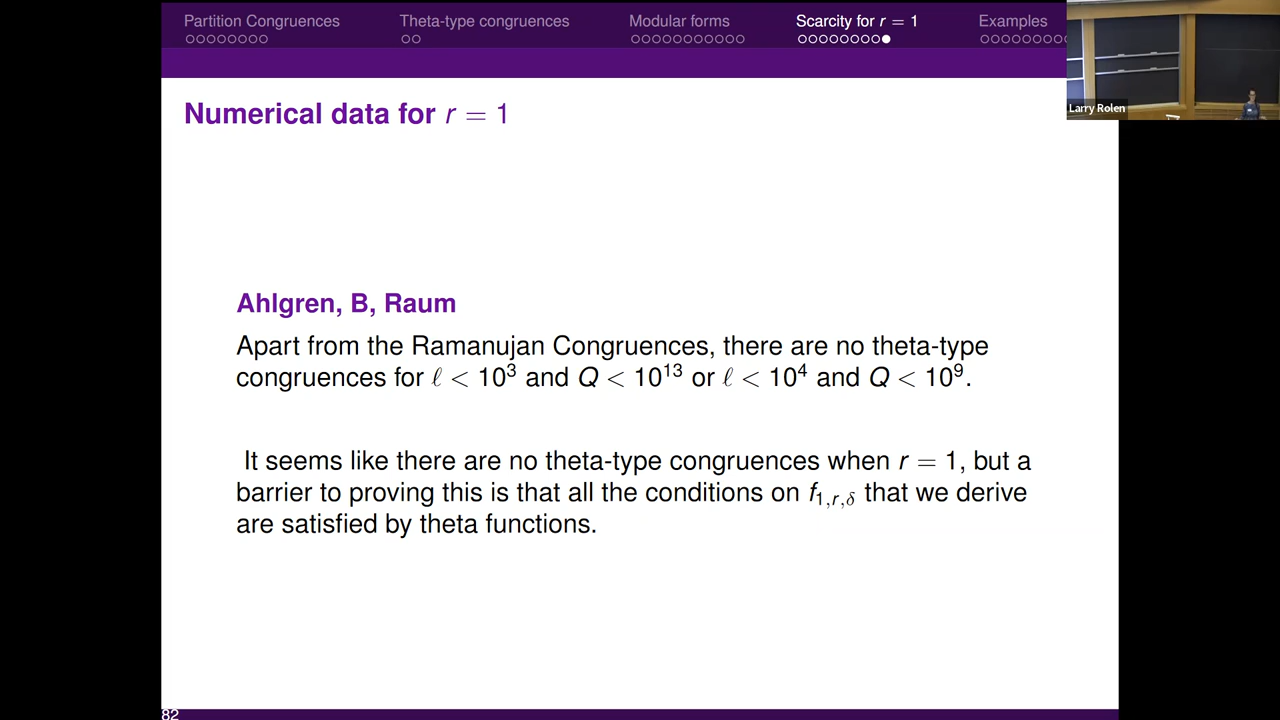 Partition Congruences
Theta-type congruences
Modular forms
Scarcity for r = 1
Examples
Larry Rolen
Numerical data for r = 1
Ahlgren, B, Raum
Apart from the Ramanujan Congruences, there are no theta-type
congruences for ℓ < 10³ and Q < 10¹³ or ℓ < 10⁴ and Q < 10⁹.
It seems like there are no theta-type congruences when r = 1, but a
barrier to proving this is that all the conditions on f₁,ᵣ,δ that we derive
are satisfied by theta functions.
82